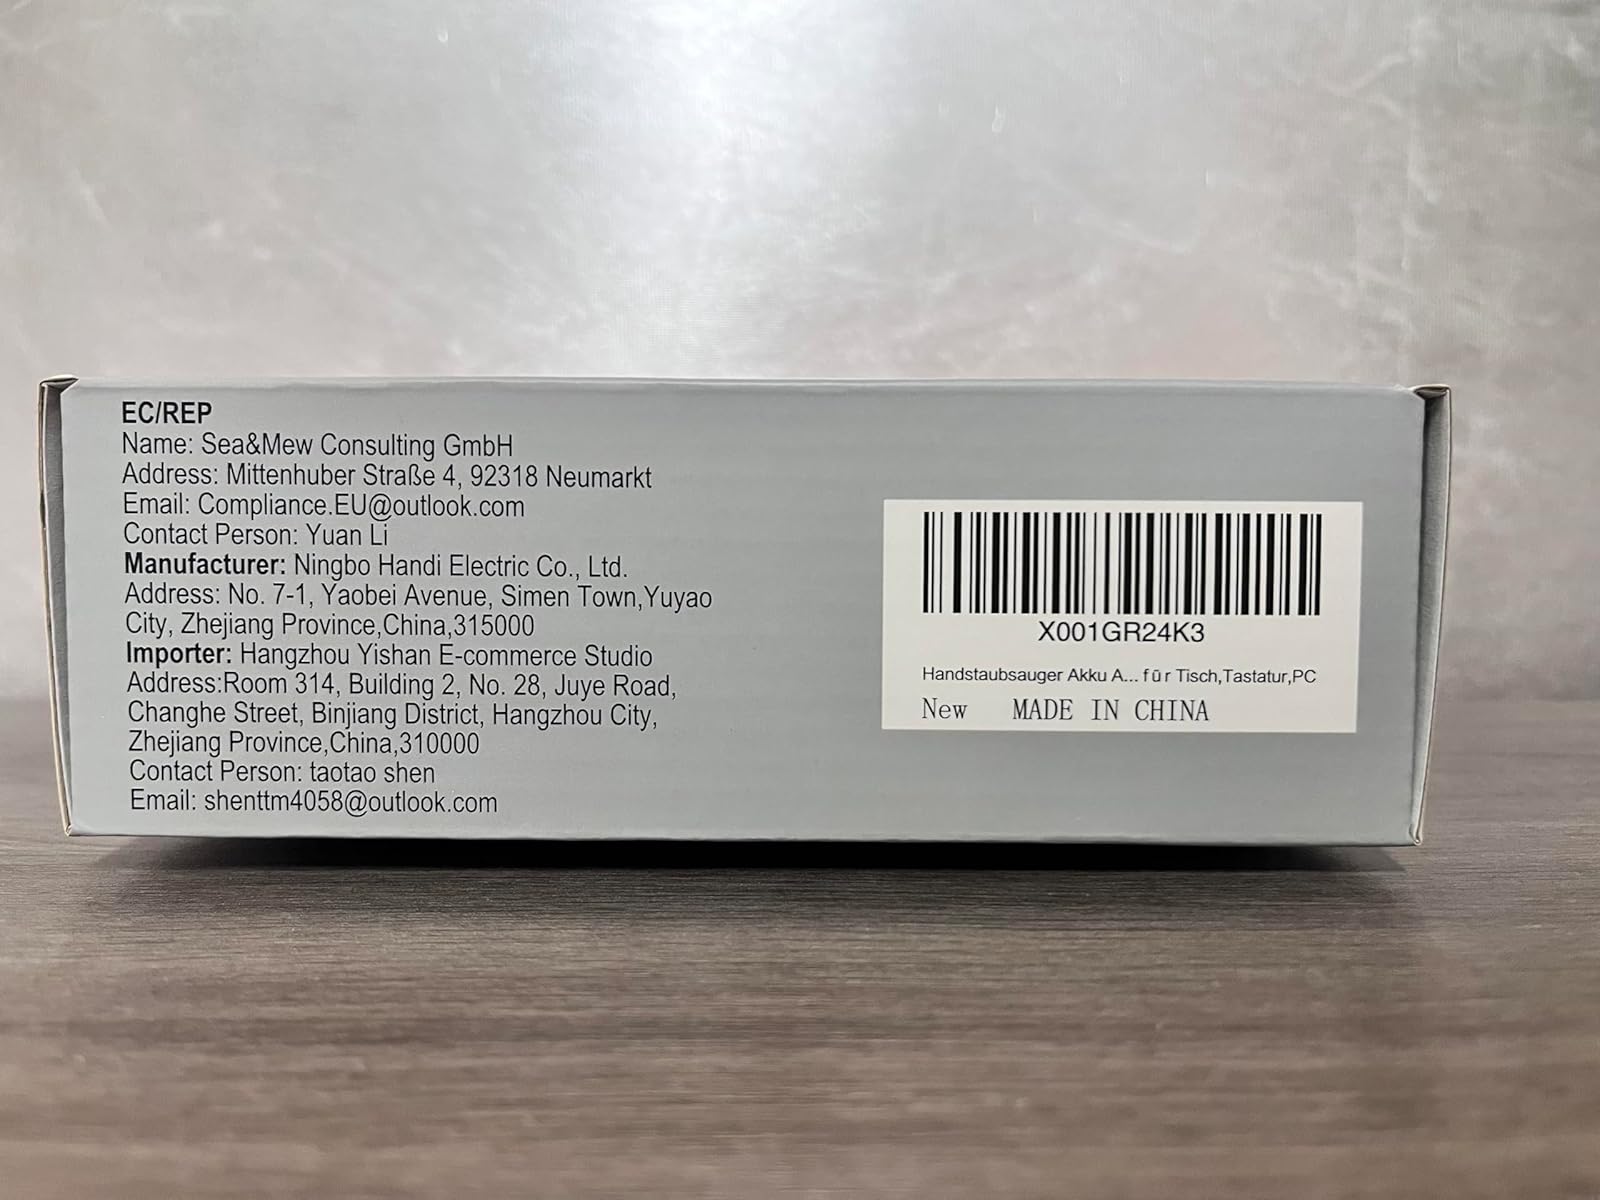 EC/REP
Name: Sea&Mew Consulting GmbH
Address: Mittenhuber Straße 4, 92318 Neumarkt
Email: Compliance.EU@outlook.com
Contact Person: Yuan Li
Manufacturer: Ningbo Handi Electric Co., Ltd.
Address: No. 7-1, Yaobei Avenue, Simen Town,Yuyao
City, Zhejiang Province,China,315000
Importer: Hangzhou Yishan E-commerce Studio
Address:Room 314, Building 2, No. 28, Juye Road,
Changhe Street, Binjiang District, Hangzhou City,
Zhejiang Province,China,310000
Contact Person: taotao shen
Email: shenttm4058@outlook.com
X001GR24K3
Handstaubsauger Akku A... für Tisch,Tastatur,PC
New MADE IN CHINA